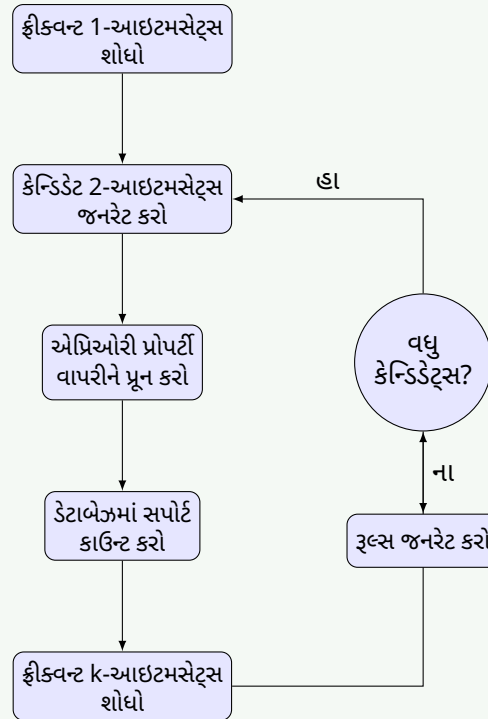 ફ્રીક્વન્ટ 1-આઇટમસેટ્સ
શોધો
કેન્ડિડેટ 2-આઇટમસેટ્સ
જનરેટ કરો
હા
એપ્રિઓરી પ્રોપર્ટી
વાપરીને પ્રૂન કરો
વધુ
કેન્ડિડેટ્સ?
ના
ડેટાબેઝમાં સપોર્ટ
કાઉન્ટ કરો
રૂલ્સ જનરેટ કરો
ફ્રીક્વન્ટ k-આઇટમસેટ્સ
શોધો